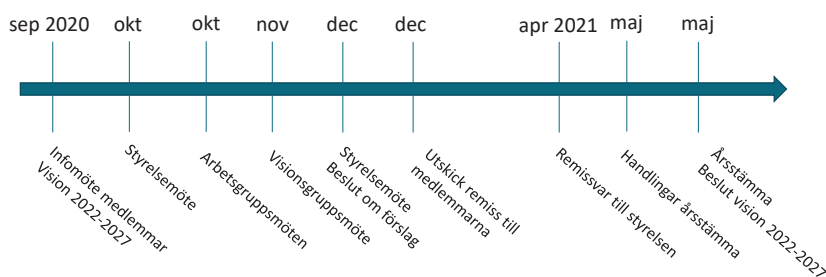 sep 2020
okt
okt
nov
dec
dec
apr 2021
maj
maj
Infomöte medlemmar
Vision 2022-2027
Styrelsemöte
Arbetsgruppsmöten
Visionsgruppsmöte
Styrelsemöte
Beslut om förslag
Utskick remiss till
medlemmarna
Remissvar till styrelsen
Handlingar årsstämma
Årsstämma
Beslut vision 2022-2027